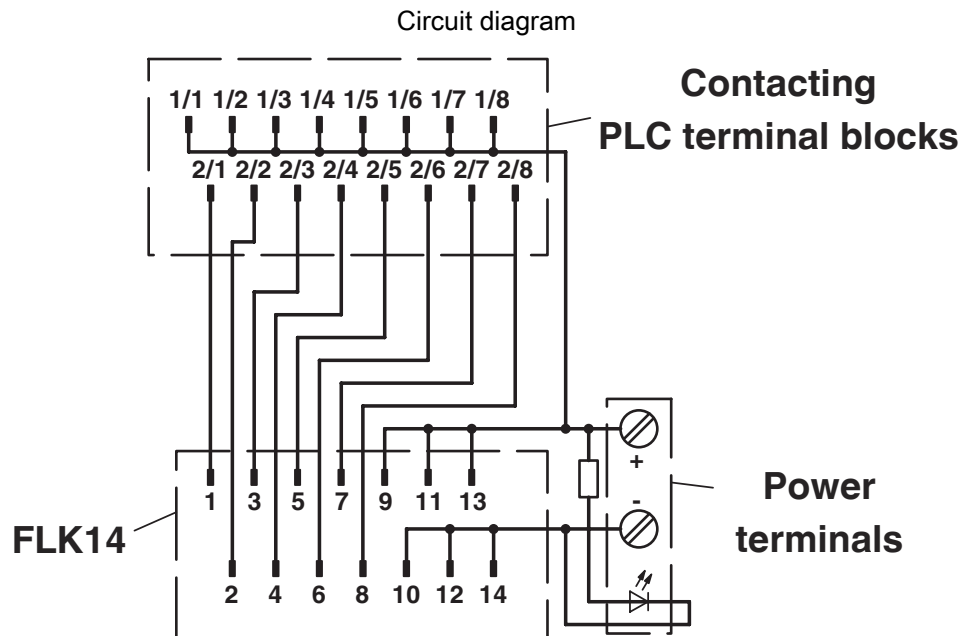 Circuit diagram
1/1 1/2 1/3 1/4 1/5 1/6 1/7 1/8
2/1 2/2 2/3 2/4 2/5 2/6 2/7 2/8
Contacting
PLC terminal blocks
+
-
1 3 5 7 9 11 13
2 4 6 8 10 12 14
FLK14
Power
terminals